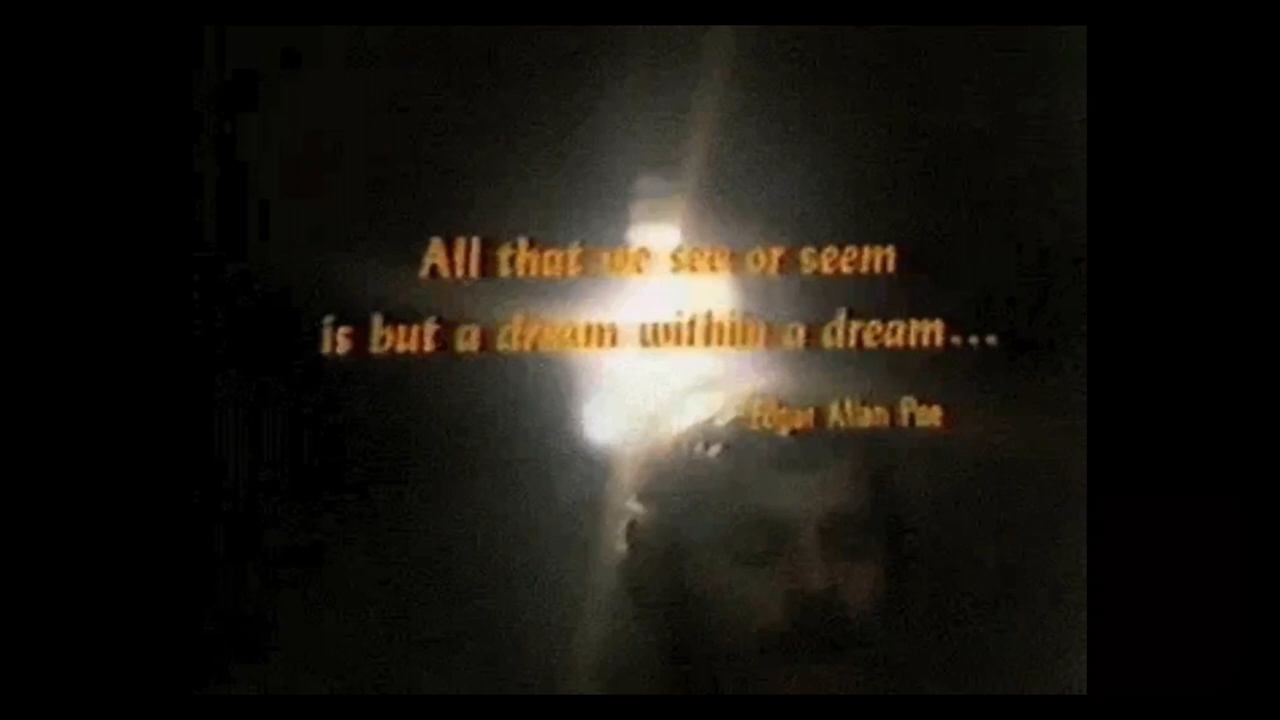 All that we see or seem
is but a dream within a dream...
-Edgar Allan Poe